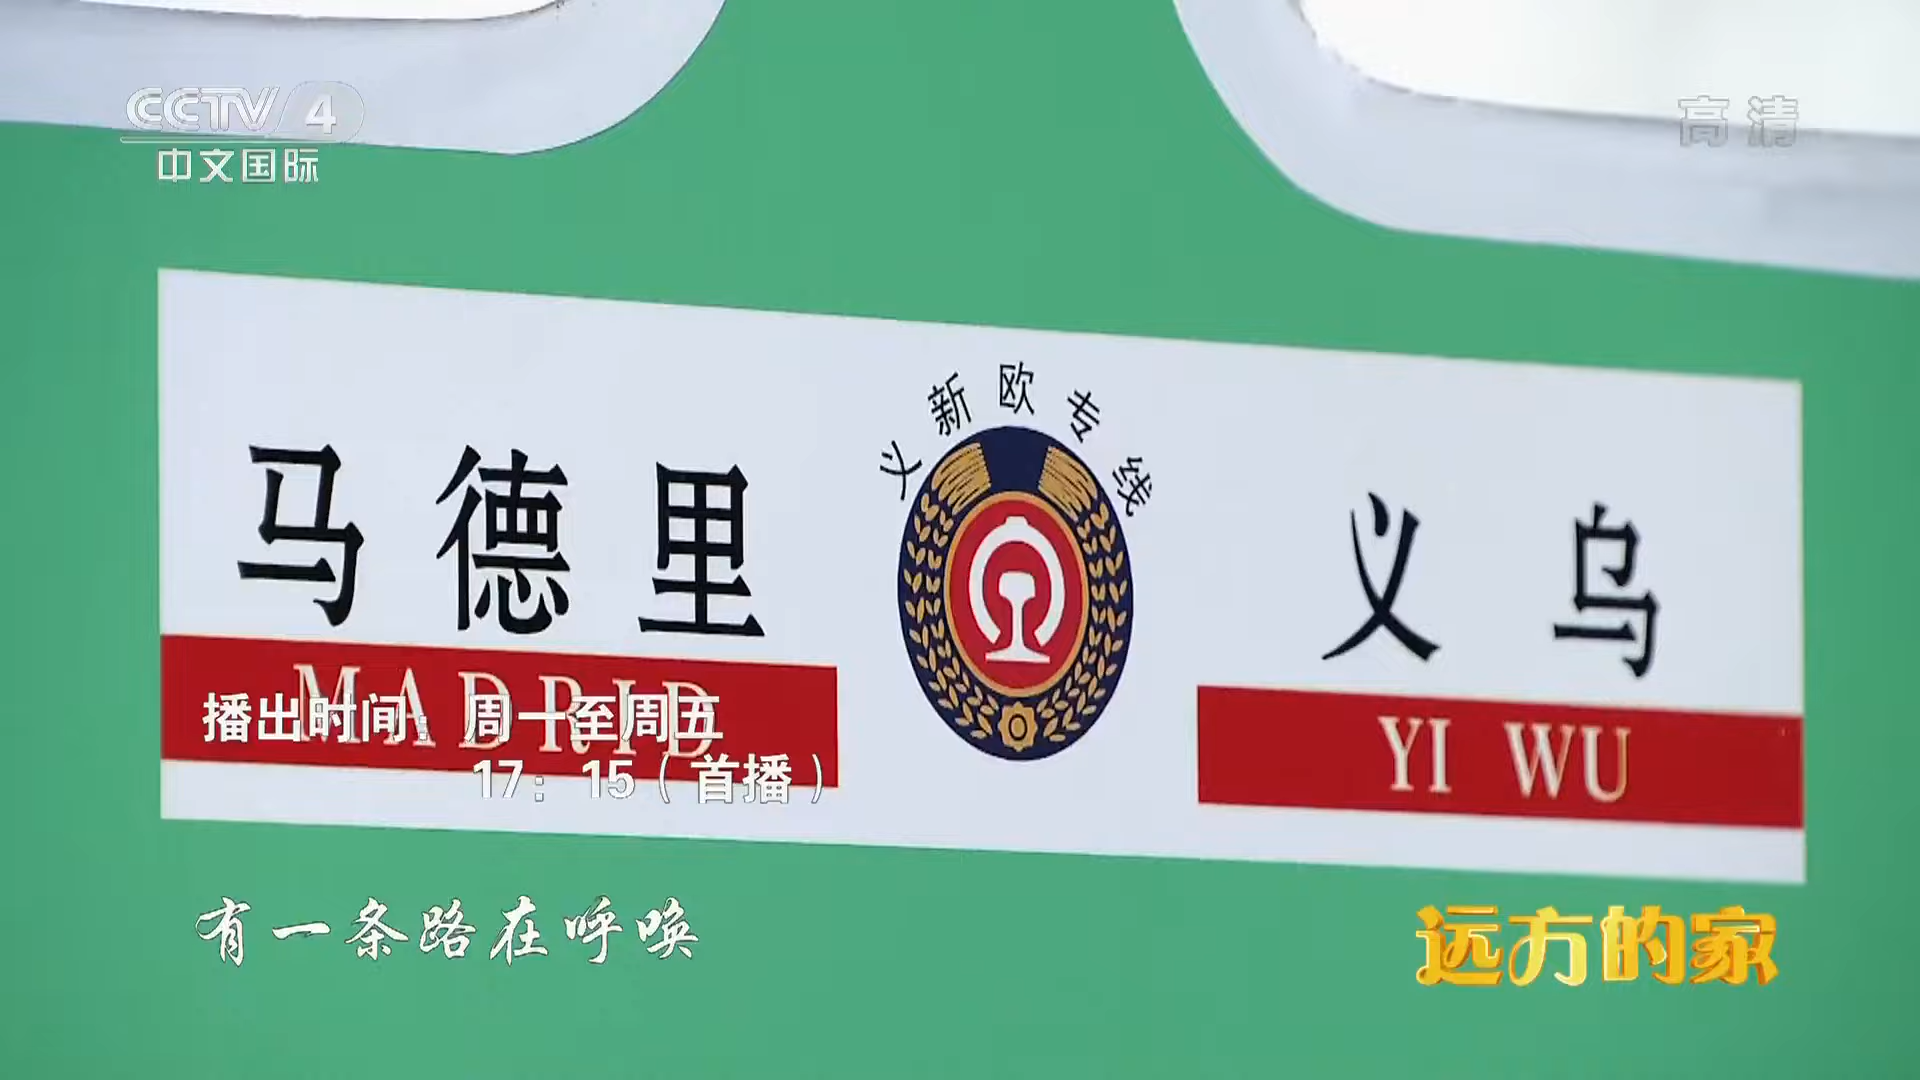 CCTV 4
中文国际
高清
义新欧专线
马德里
义乌
MADRID
YI WU
播出时间：周一至周五
17：15（首播）
有一条路在呼唤
远方的家